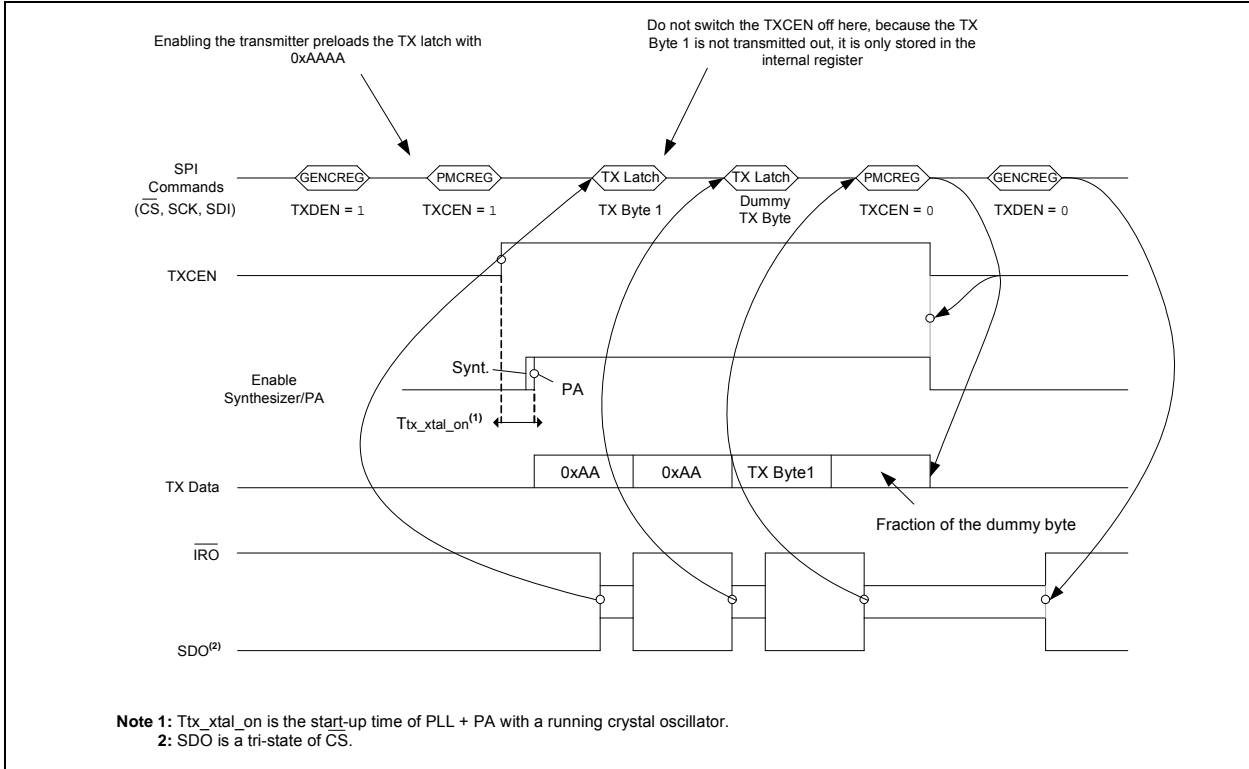 Enabling the transmitter preloads the TX latch with
0xAAAA
Do not switch the TXCEN off here, because the TX
Byte 1 is not transmitted out, it is only stored in the
internal register
SPI
Commands
(CS, SCK, SDI)
GENCREG
PMCREG
TX Latch
TX Latch
PMCREG
GENCREG
TXDEN = 1
TXCEN = 1
TX Byte 1
Dummy
TX Byte
TXCEN = 0
TXDEN = 0
TXCEN
Enable
Synthesizer/PA
Synt.
PA
Ttx_xtal_on(1)
TX Data
0xAA
0xAA
TX Byte1
Fraction of the dummy byte
IRO
SDO(2)
Note 1: Ttx_xtal_on is the start-up time of PLL + PA with a running crystal oscillator.
2: SDO is a tri-state of CS.